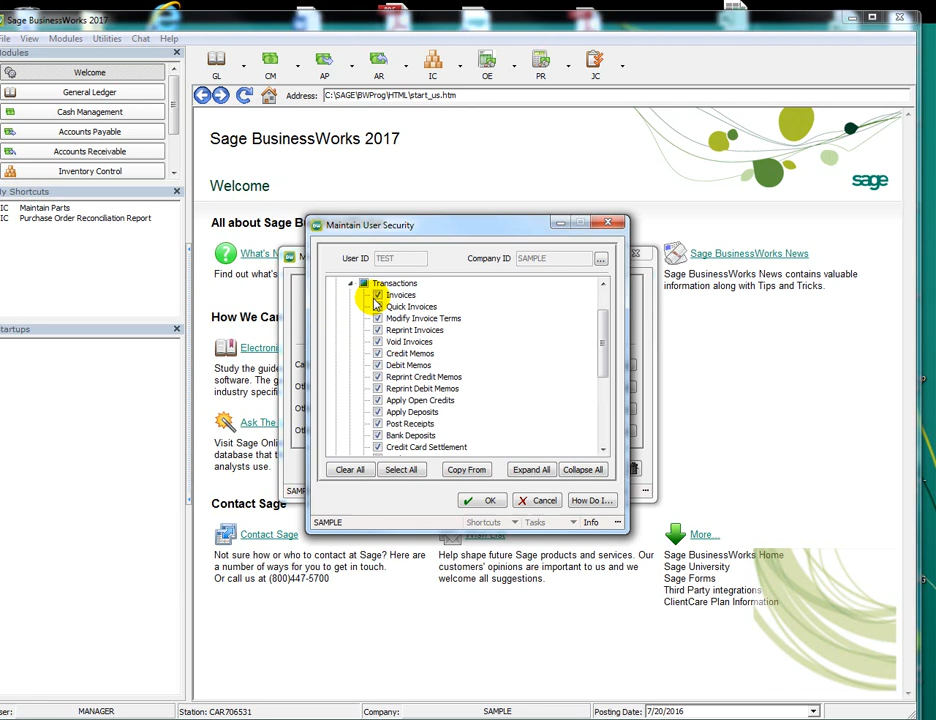 Sage BusinessWorks 2017
File View Modules Utilities Chat Help
Modules
Welcome
General Ledger
Cash Management
Accounts Payable
Accounts Receivable
Inventory Control
My Shortcuts
IC Maintain Parts
IC Purchase Order Reconciliation Report
Startups
GL CM AP AR IC OE PR JC
Address: C:\SAGE\BWProg\HTML\start_us.htm
Sage BusinessWorks 2017
sage
Welcome
All about Sage B
What's N
Find out what's
How We Can
Electroni
Study the guide
software. The g
industry specifi
Ask The
Visit Sage Onli
database that t
analysts use.
Sage BusinessWorks News
Sage BusinessWorks News contains valuable
information along with Tips and Tricks.
Maintain User Security
User ID TEST Company ID SAMPLE ...
Transactions
Invoices
Quick Invoices
Modify Invoice Terms
Reprint Invoices
Void Invoices
Credit Memos
Debit Memos
Reprint Credit Memos
Reprint Debit Memos
Apply Open Credits
Apply Deposits
Post Receipts
Bank Deposits
Credit Card Settlement
Clear All Select All Copy From Expand All Collapse All
OK Cancel How Do I...
SAMPLE Shortcuts Tasks Info
Contact Sage
Contact Sage
Not sure how or who to contact at Sage? Here are
a number of ways for you to get in touch.
Or call us at (800)447-5700
Help shape future Sage products and services. Our
customers' opinions are important to us and we
welcome all suggestions.
More...
Sage BusinessWorks Home
Sage University
Sage Forms
Third Party integrations
ClientCare Plan Information
User: MANAGER Station: CAR706531 Company: SAMPLE Posting Date: 7/20/2016